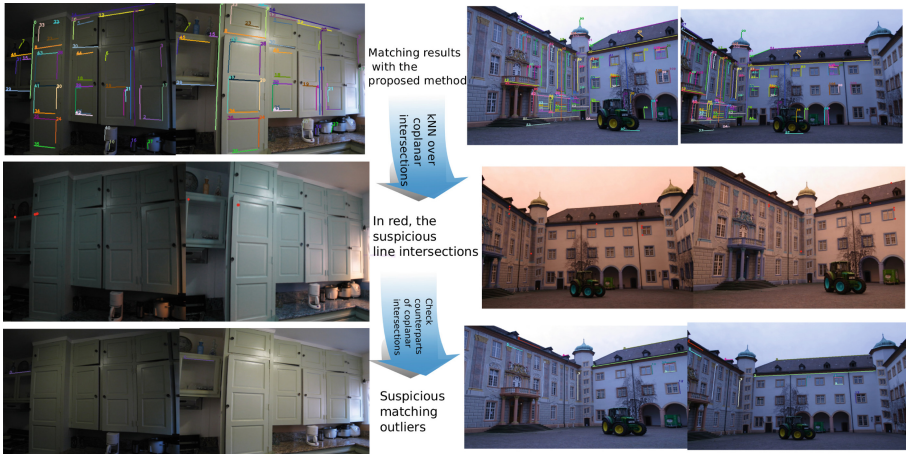 Matching results
with the
proposed method
kNN over
coplanar
intersections
In red, the
suspicious
line intersections
Check
counterparts
of coplanar
intersections
Suspicious
matching
outliers